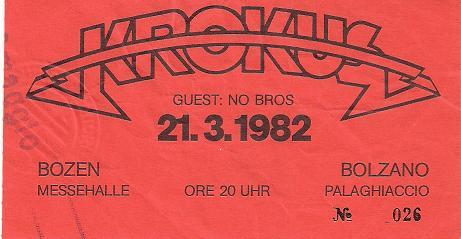 KROKUS
GUEST: NO BROS
21.3.1982
BOZEN BOLZANO
MESSEHALLE ORE 20 UHR PALAGHIACCIO
№ 026